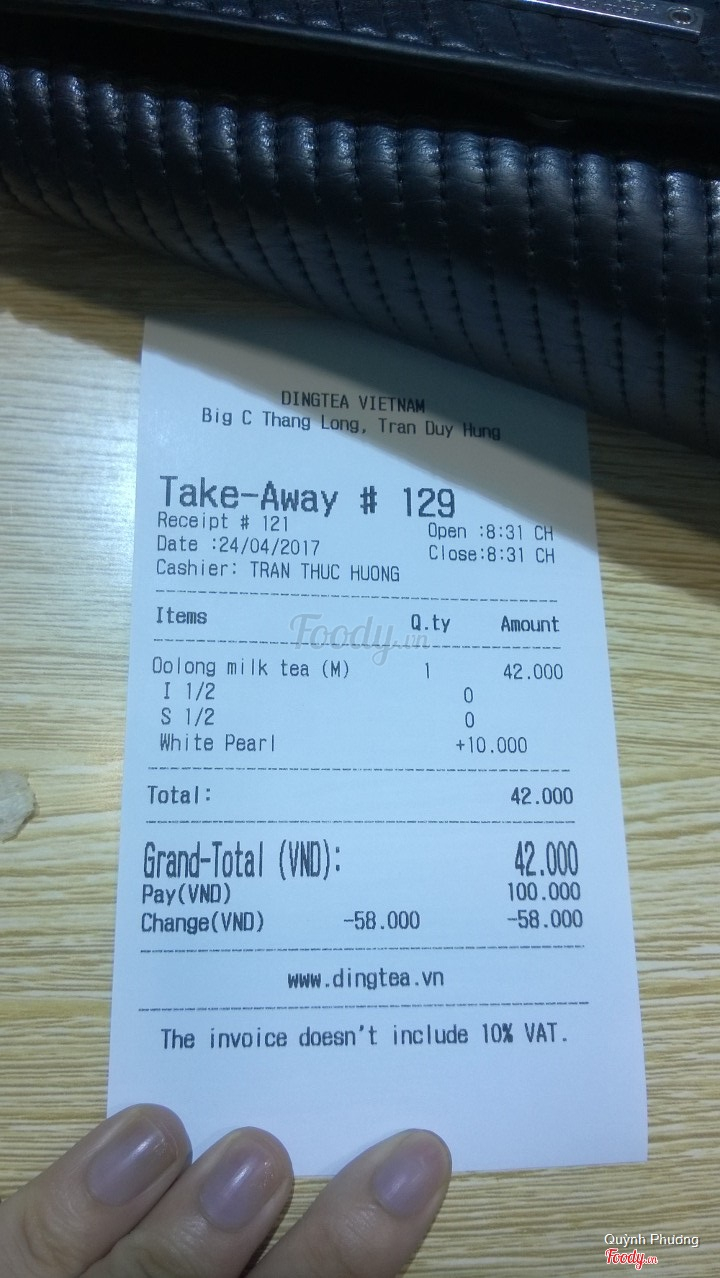 DINGTEA VIETNAM
Big C Thang Long, Tran Duy Hung
Take-Away # 129
Receipt # 121 Open :8:31 CH
Date :24/04/2017 Close:8:31 CH
Cashier: TRAN THUC HUONG
Items Q.ty Amount
Foody.vn
Oolong milk tea (M) 1 42.000
I 1/2 0
S 1/2 0
White Pearl +10.000
Total: 42.000
Grand-Total (VND): 42.000
Pay(VND) 100.000
Change(VND) -58.000 -58.000
www.dingtea.vn
The invoice doesn't include 10% VAT.
Quỳnh Phương
Foody.vn